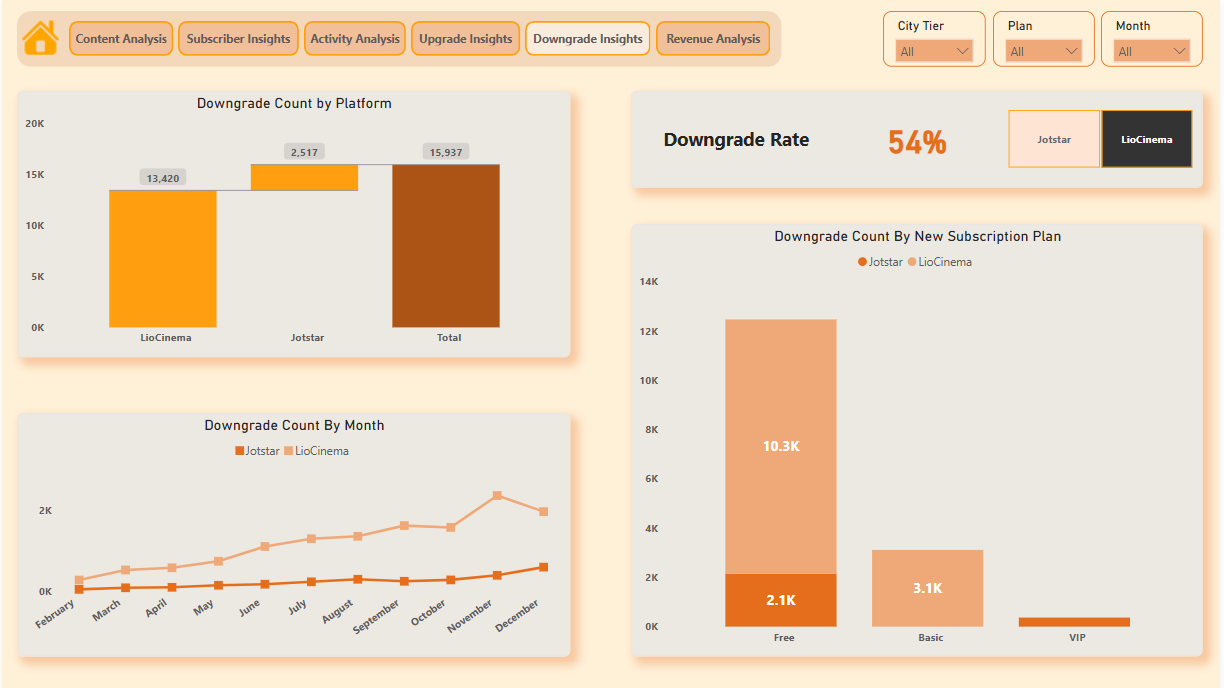 Content Analysis
Subscriber Insights
Activity Analysis
Upgrade Insights
Downgrade Insights
Revenue Analysis
City Tier
All
Plan
All
Month
All
Downgrade Count by Platform
20K
15K
10K
5K
0K
13,420
2,517
15,937
LioCinema
Jotstar
Total
Downgrade Rate
54%
Jotstar
LioCinema
Downgrade Count By Month
Jotstar
LioCinema
2K
0K
February
March
April
May
June
July
August
September
October
November
December
Downgrade Count By New Subscription Plan
Jotstar
LioCinema
14K
12K
10K
8K
6K
4K
2K
0K
10.3K
2.1K
3.1K
Free
Basic
VIP